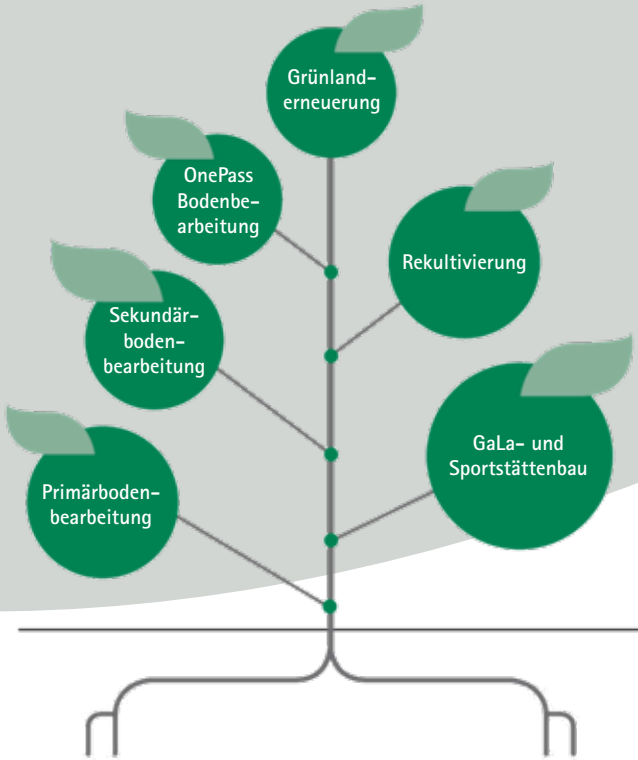 Grünland-
erneuerung
OnePass
Bodenbe-
arbeitung
Rekultivierung
Sekundär-
boden-
bearbeitung
GaLa- und
Sportstättenbau
Primärboden-
bearbeitung